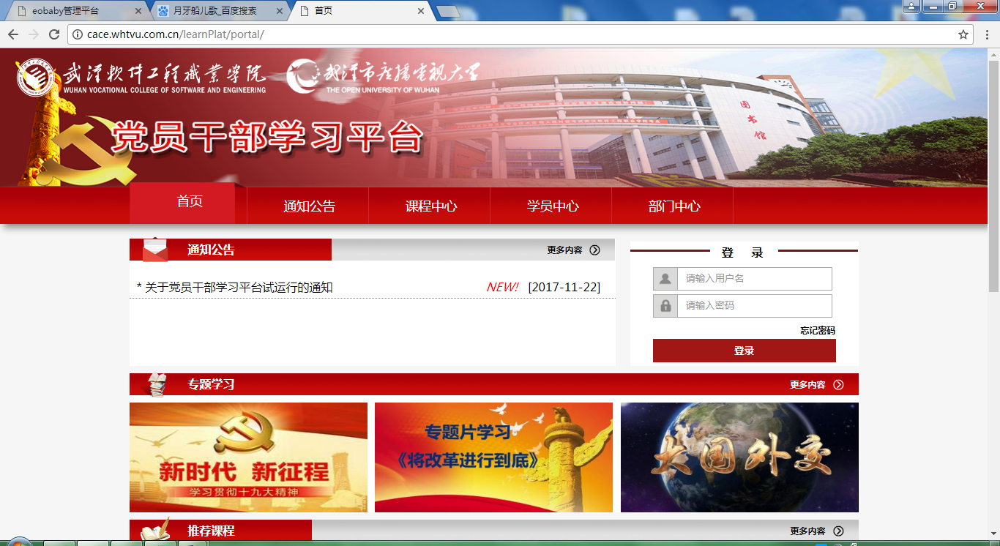 eobaby管理平台
月牙船儿歌_百度搜索
首页
cace.whtvu.com.cn/learnPlat/portal/
武汉软件工程职业学院
WUHAN VOCATIONAL COLLEGE OF SOFTWARE AND ENGINEERING
武汉市广播电视大学
THE OPEN UNIVERSITY OF WUHAN
图书馆
党员干部学习平台
首页
通知公告
课程中心
学员中心
部门中心
通知公告
更多内容
* 关于党员干部学习平台试运行的通知
NEW!
[2017-11-22]
登 录
请输入用户名
请输入密码
忘记密码
登录
专题学习
更多内容
新时代 新征程
学习贯彻十九大精神
专题片学习
《将改革进行到底》
大国外交
推荐课程
更多内容